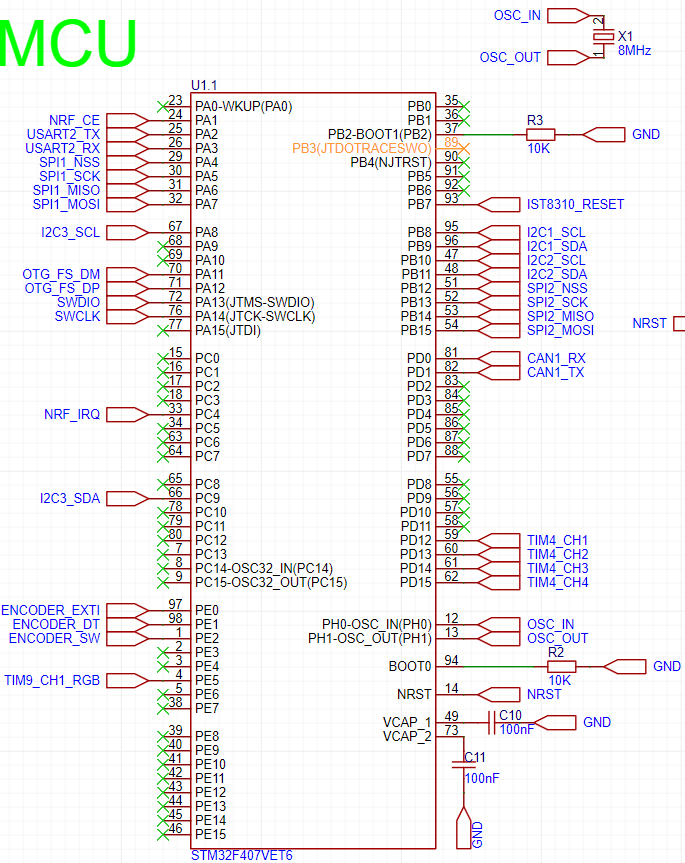 MCU
OSC_IN
2
X1
8MHz
OSC_OUT
1
U1.1
23 PA0-WKUP(PA0) PB0 35
NRF_CE 24 PA1 PB1 36
USART2_TX 25 PA2 PB2-BOOT1(PB2) 37 R3 10K GND
USART2_RX 26 PA3 PB3(JTDOTRACESWO) 89
SPI1_NSS 29 PA4 PB4(NJTRST) 90
SPI1_SCK 30 PA5 PB5 91
SPI1_MISO 31 PA6 PB6 92
SPI1_MOSI 32 PA7 PB7 93 IST8310_RESET
I2C3_SCL 67 PA8 PB8 95 I2C1_SCL
68 PA9 PB9 96 I2C1_SDA
69 PA10 PB10 47 I2C2_SCL
OTG_FS_DM 70 PA11 PB11 48 I2C2_SDA
OTG_FS_DP 71 PA12 PB12 51 SPI2_NSS
SWDIO 72 PA13(JTMS-SWDIO) PB13 52 SPI2_SCK
SWCLK 76 PA14(JTCK-SWCLK) PB14 53 SPI2_MISO
77 PA15(JTDI) PB15 54 SPI2_MOSI NRST
15 PC0 PD0 81 CAN1_RX
16 PC1 PD1 82 CAN1_TX
17 PC2 PD2 83
18 PC3 PD3 84
NRF_IRQ 33 PC4 PD4 85
34 PC5 PD5 86
63 PC6 PD6 87
64 PC7 PD7 88
65 PC8 PD8 55
I2C3_SDA 66 PC9 PD9 56
78 PC10 PD10 57
79 PC11 PD11 58
80 PC12 PD12 59 TIM4_CH1
7 PC13 PD13 60 TIM4_CH2
8 PC14-OSC32_IN(PC14) PD14 61 TIM4_CH3
9 PC15-OSC32_OUT(PC15) PD15 62 TIM4_CH4
ENCODER_EXTI 97 PE0
ENCODER_DT 98 PE1 PH0-OSC_IN(PH0) 12 OSC_IN
ENCODER_SW 1 PE2 PH1-OSC_OUT(PH1) 13 OSC_OUT
2 PE3 R2
3 PE4 BOOT0 94 GND
TIM9_CH1_RGB 4 PE5 10K
5 PE6 NRST 14 NRST
38 PE7
VCAP_1 49 C10 100nF GND
39 PE8 VCAP_2 73
40 PE9
41 PE10 C11
42 PE11 100nF
43 PE12
44 PE13
45 PE14
46 PE15 GND
STM32F407VET6